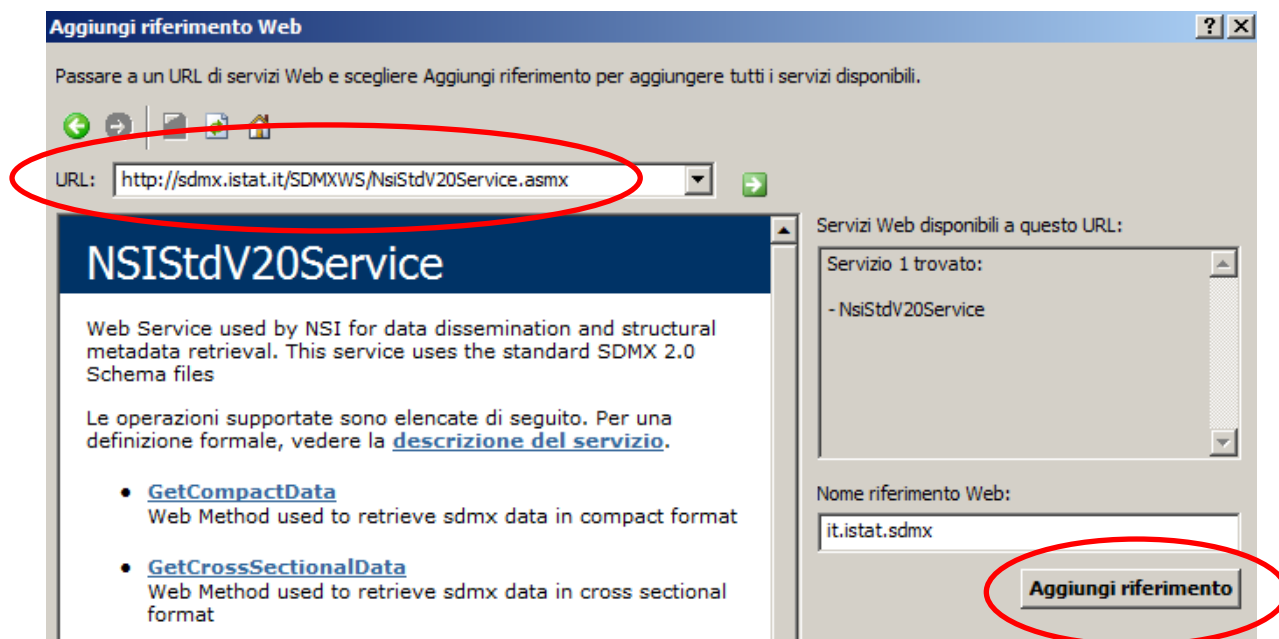 Aggiungi riferimento Web
Passare a un URL di servizi Web e scegliere Aggiungi riferimento per aggiungere tutti i servizi disponibili.
URL: http://sdmx.istat.it/SDMXWS/NsiStdV20Service.asmx
NSIStdV20Service
Web Service used by NSI for data dissemination and structural
metadata retrieval. This service uses the standard SDMX 2.0
Schema files
Le operazioni supportate sono elencate di seguito. Per una
definizione formale, vedere la descrizione del servizio.
• GetCompactData
Web Method used to retrieve sdmx data in compact format
• GetCrossSectionalData
Web Method used to retrieve sdmx data in cross sectional
format
Servizi Web disponibili a questo URL:
Servizio 1 trovato:
- NsiStdV20Service
Nome riferimento Web:
it.istat.sdmx
Aggiungi riferimento